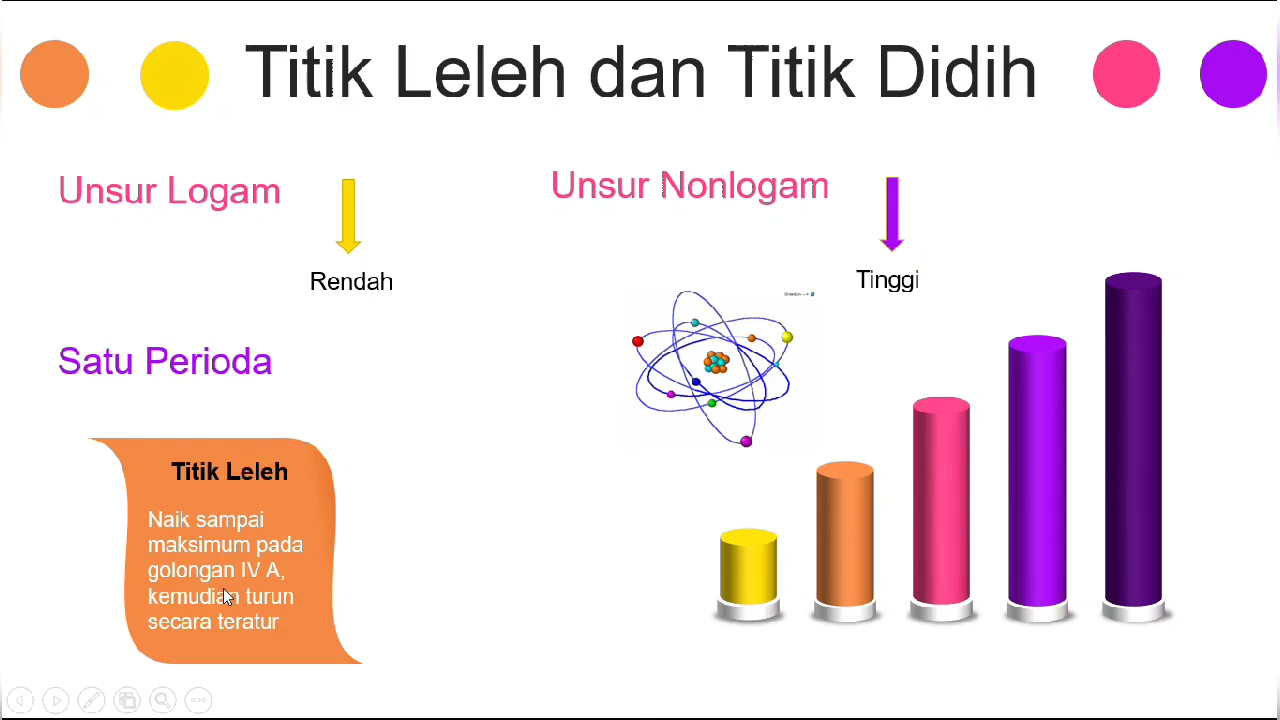 Titik Leleh dan Titik Didih
Unsur Logam
Rendah
Unsur Nonlogam
Tinggi
Satu Perioda
Titik Leleh
Naik sampai
maksimum pada
golongan IV A,
kemudian turun
secara teratur